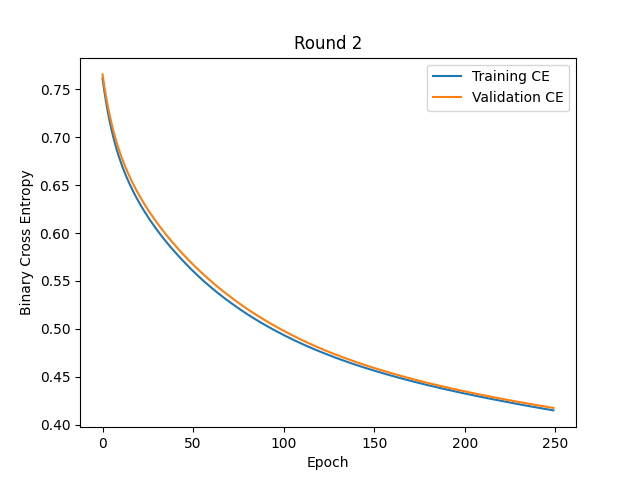 Round 2
Training CE
Validation CE
Binary Cross Entropy
0.75
0.70
0.65
0.60
0.55
0.50
0.45
0.40
0 50 100 150 200 250
Epoch